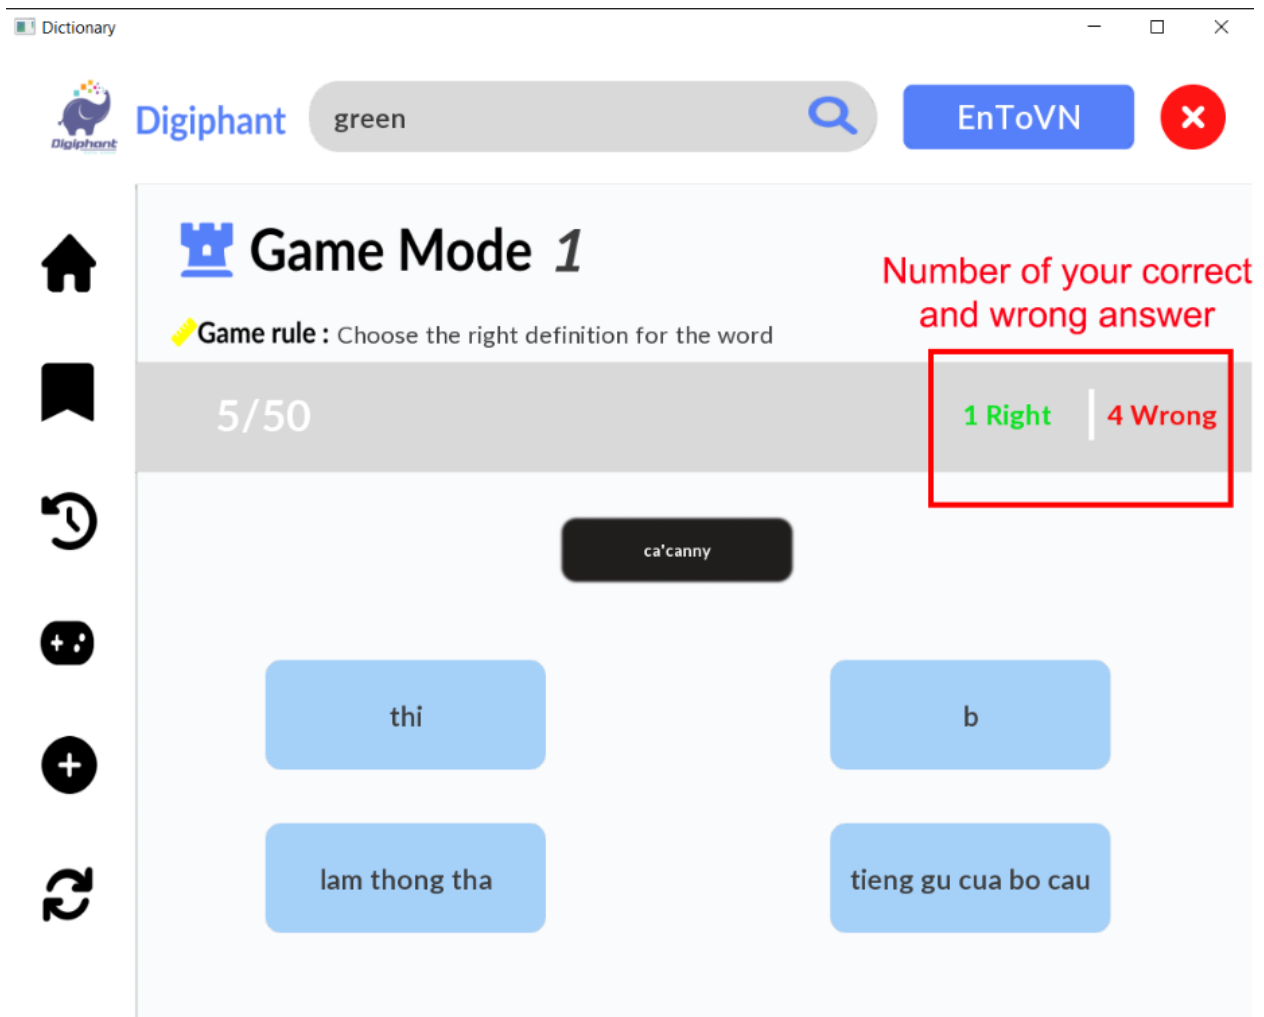 Dictionary
Digiphant
Digiphant
green
EnToVN
Game Mode 1
Number of your correct
and wrong answer
Game rule : Choose the right definition for the word
5/50
1 Right
4 Wrong
ca'canny
thi
b
lam thong tha
tieng gu cua bo cau